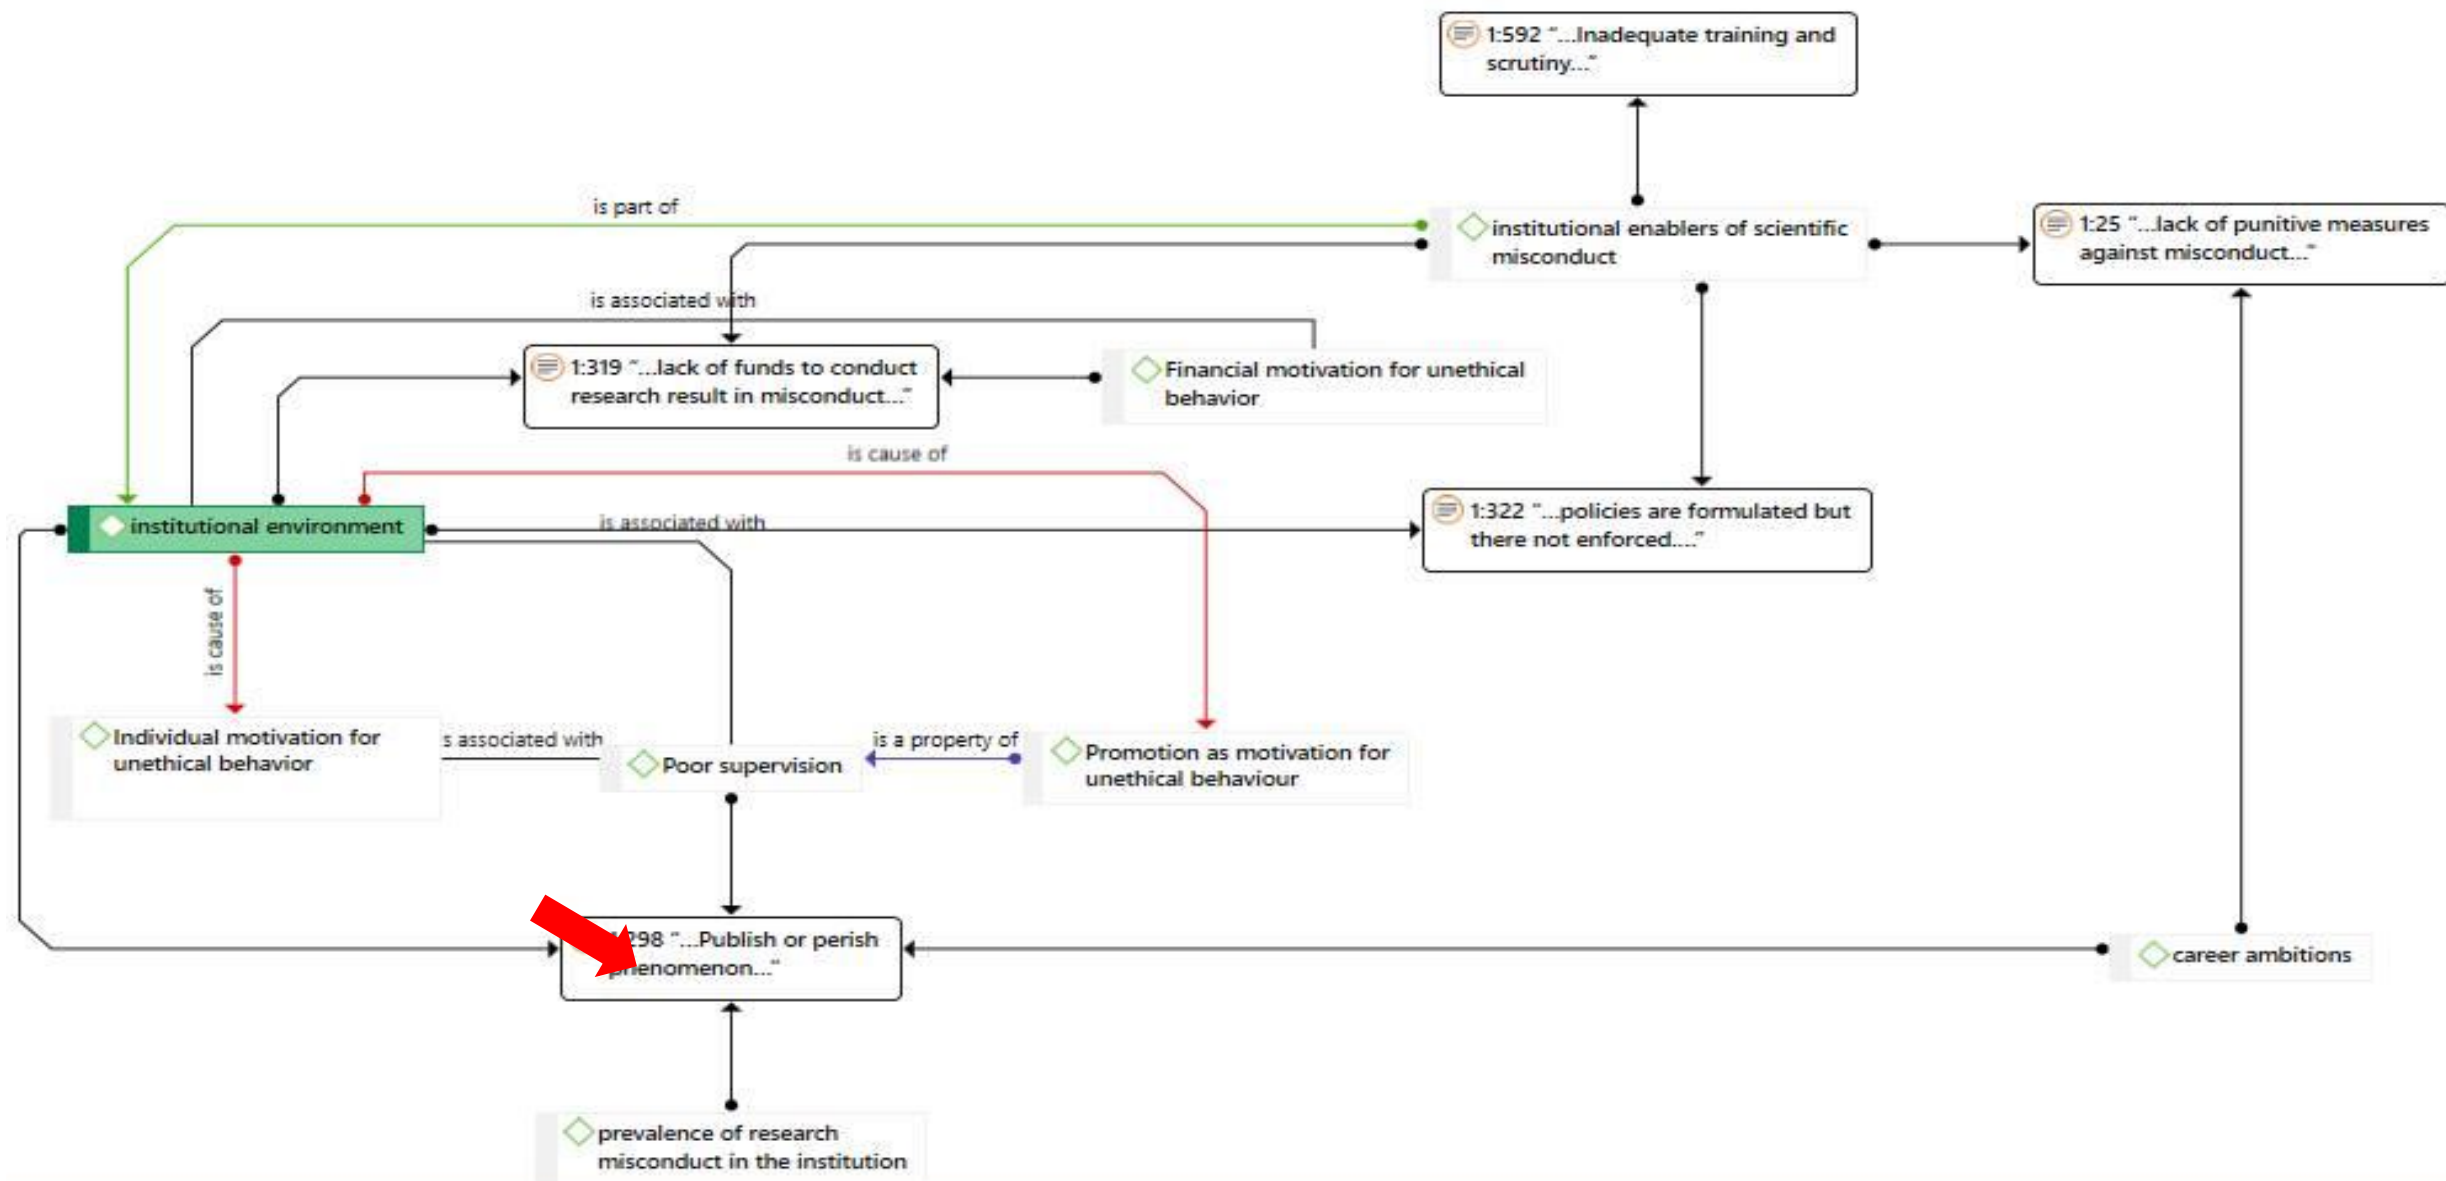 1:592 “...Inadequate training and
scrutiny...”
is part of
institutional enablers of scientific
misconduct
1:25 “...lack of punitive measures
against misconduct...”
is associated with
1:319 “...lack of funds to conduct
research result in misconduct...”
Financial motivation for unethical
behavior
is cause of
institutional environment
is associated with
1:322 “...policies are formulated but
there not enforced....”
is cause of
Individual motivation for
unethical behavior
s associated with
Poor supervision
is a property of
Promotion as motivation for
unethical behaviour
298 “...Publish or perish
phenomenon...”
career ambitions
prevalence of research
misconduct in the institution